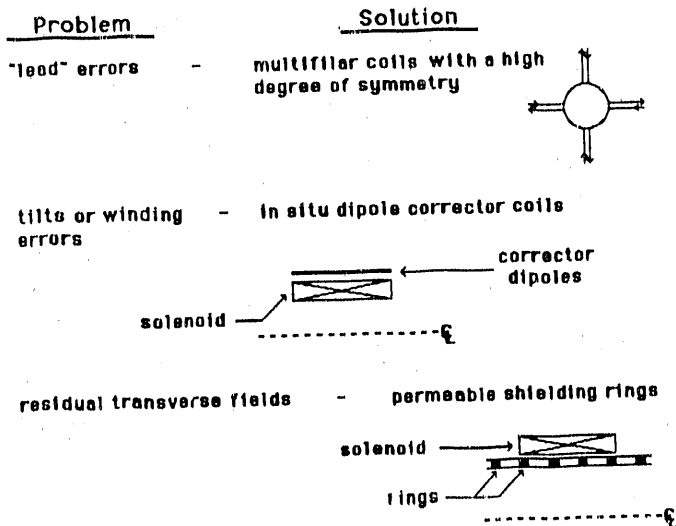 Problem Solution
"lead" errors - multifilar coils with a high
degree of symmetry
tilts or winding - in situ dipole corrector coils
errors
corrector
dipoles
solenoid
℄
residual transverse fields - permeable shielding rings
solenoid
rings
℄